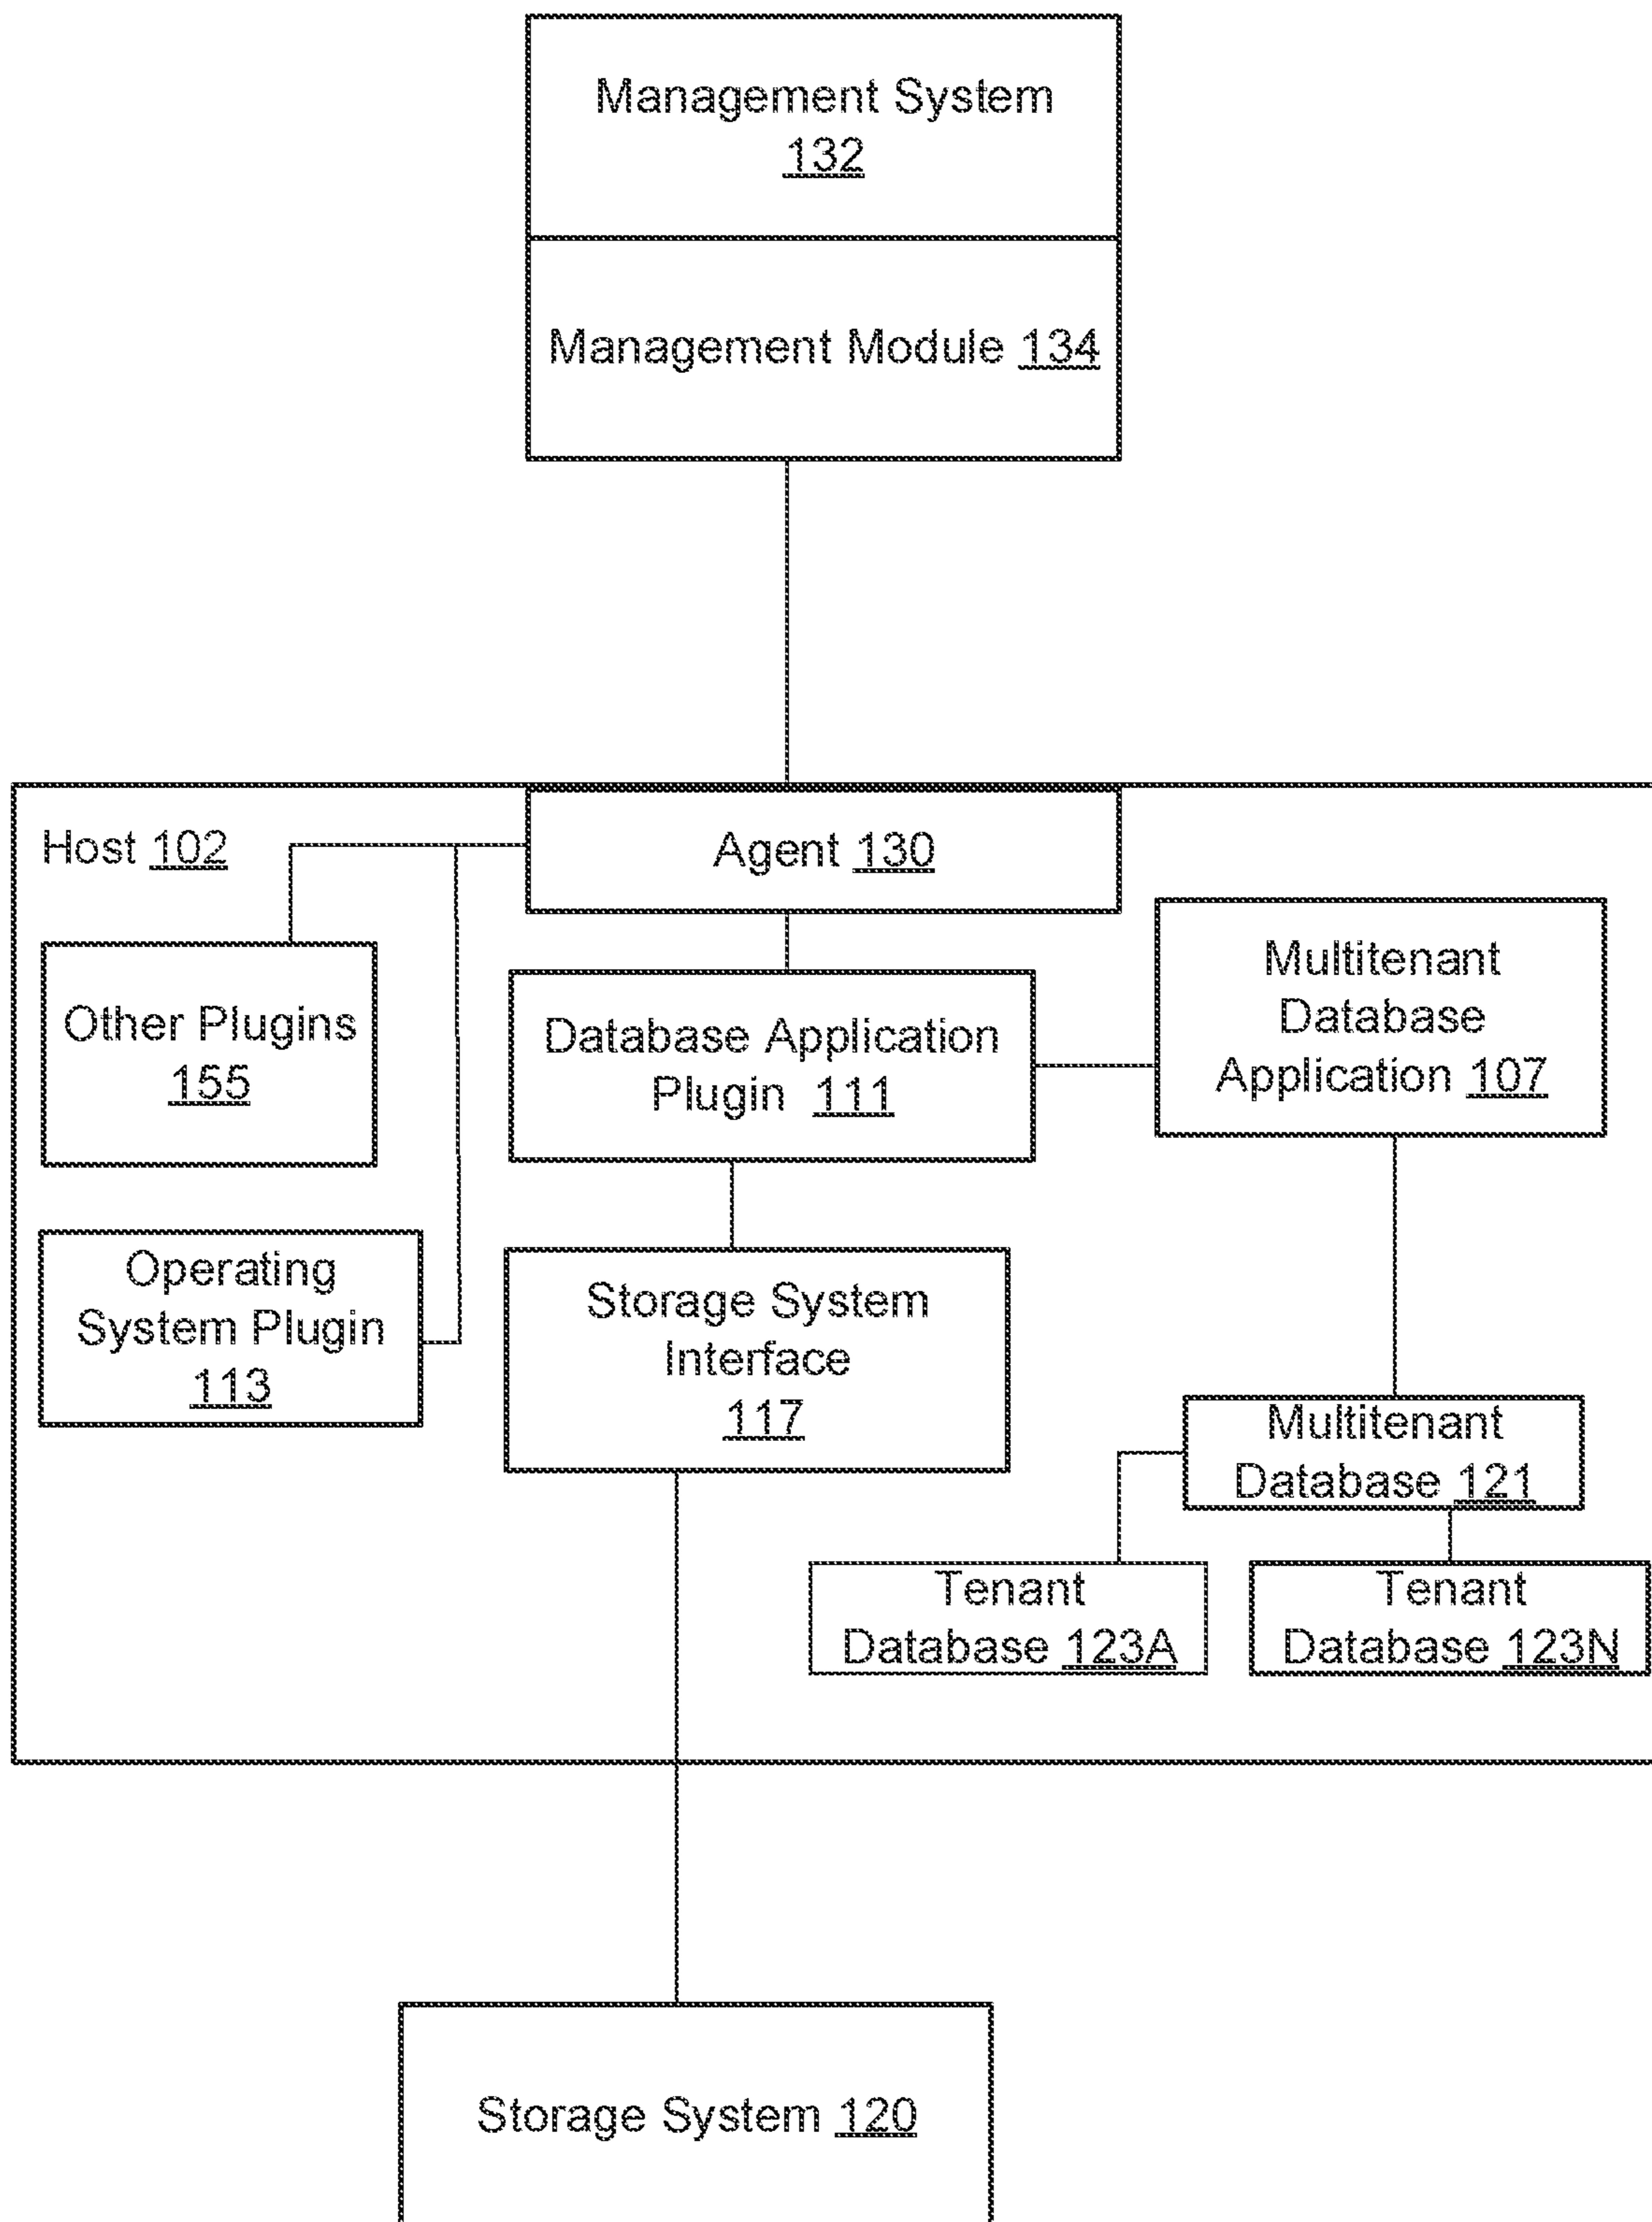 Management System
132
Management Module 134
Host 102
Agent 130
Other Plugins
155
Database Application
Plugin 111
Multitenant
Database
Application 107
Operating
System Plugin
113
Storage System
Interface
117
Multitenant
Database 121
Tenant
Database 123A
Tenant
Database 123N
Storage System 120